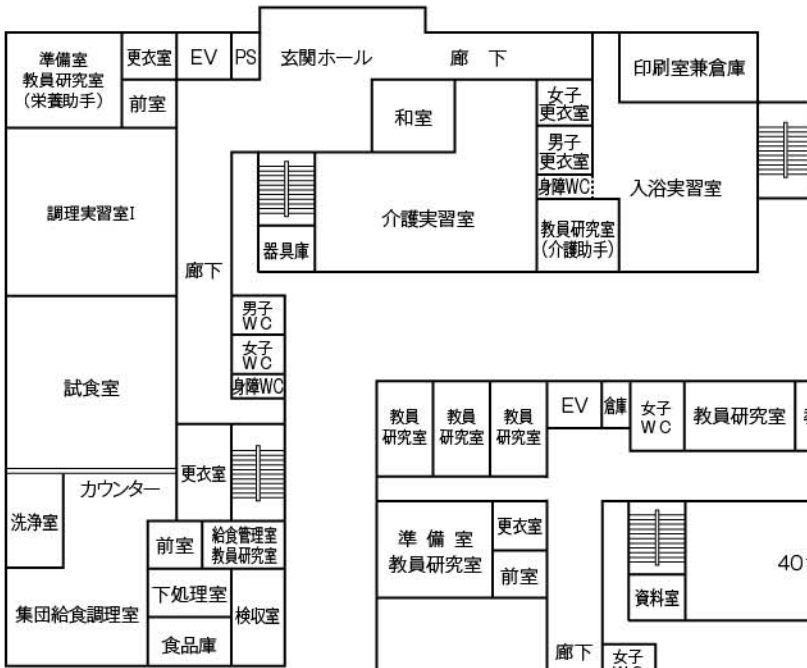 準備室
教員研究室
(栄養助手)
更衣室
前室
EV
PS
玄関ホール
廊 下
印刷室兼倉庫
和室
女子
更衣室
男子
更衣室
身障WC
入浴実習室
調理実習室I
介護実習室
教員研究室
(介護助手)
器具庫
廊下
男子
WC
女子
WC
身障WC
試食室
カウンター
更衣室
洗浄室
前室
給食管理室
教員研究室
下処理室
検収室
集団給食調理室
食品庫
教員
研究室
教員
研究室
教員
研究室
EV
倉庫
女子
WC
教員研究室
準 備 室
教員研究室
更衣室
前室
資料室
40
廊下
女子